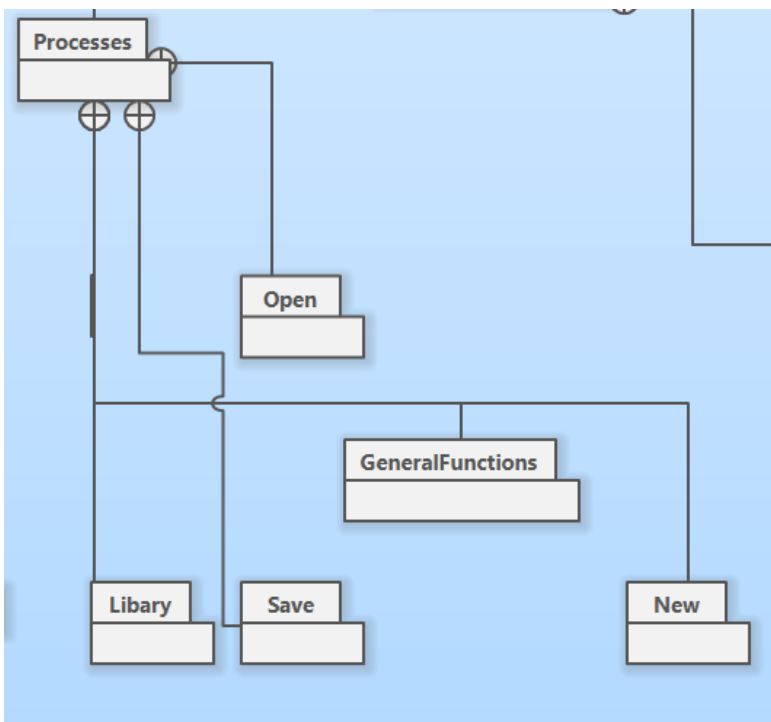 Processes
Open
GeneralFunctions
Libary
Save
New